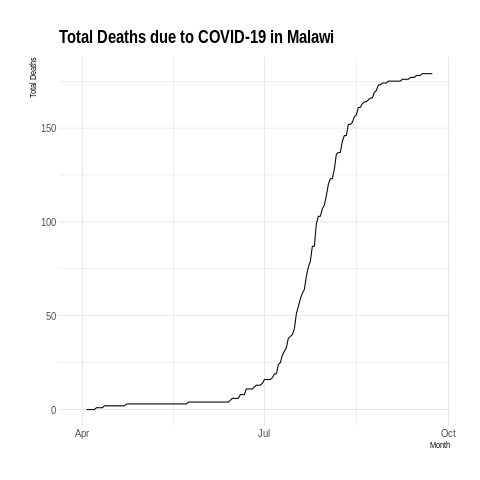 Total Deaths due to COVID-19 in Malawi
Total Deaths
150
100
50
0
Apr
Jul
Oct
Month